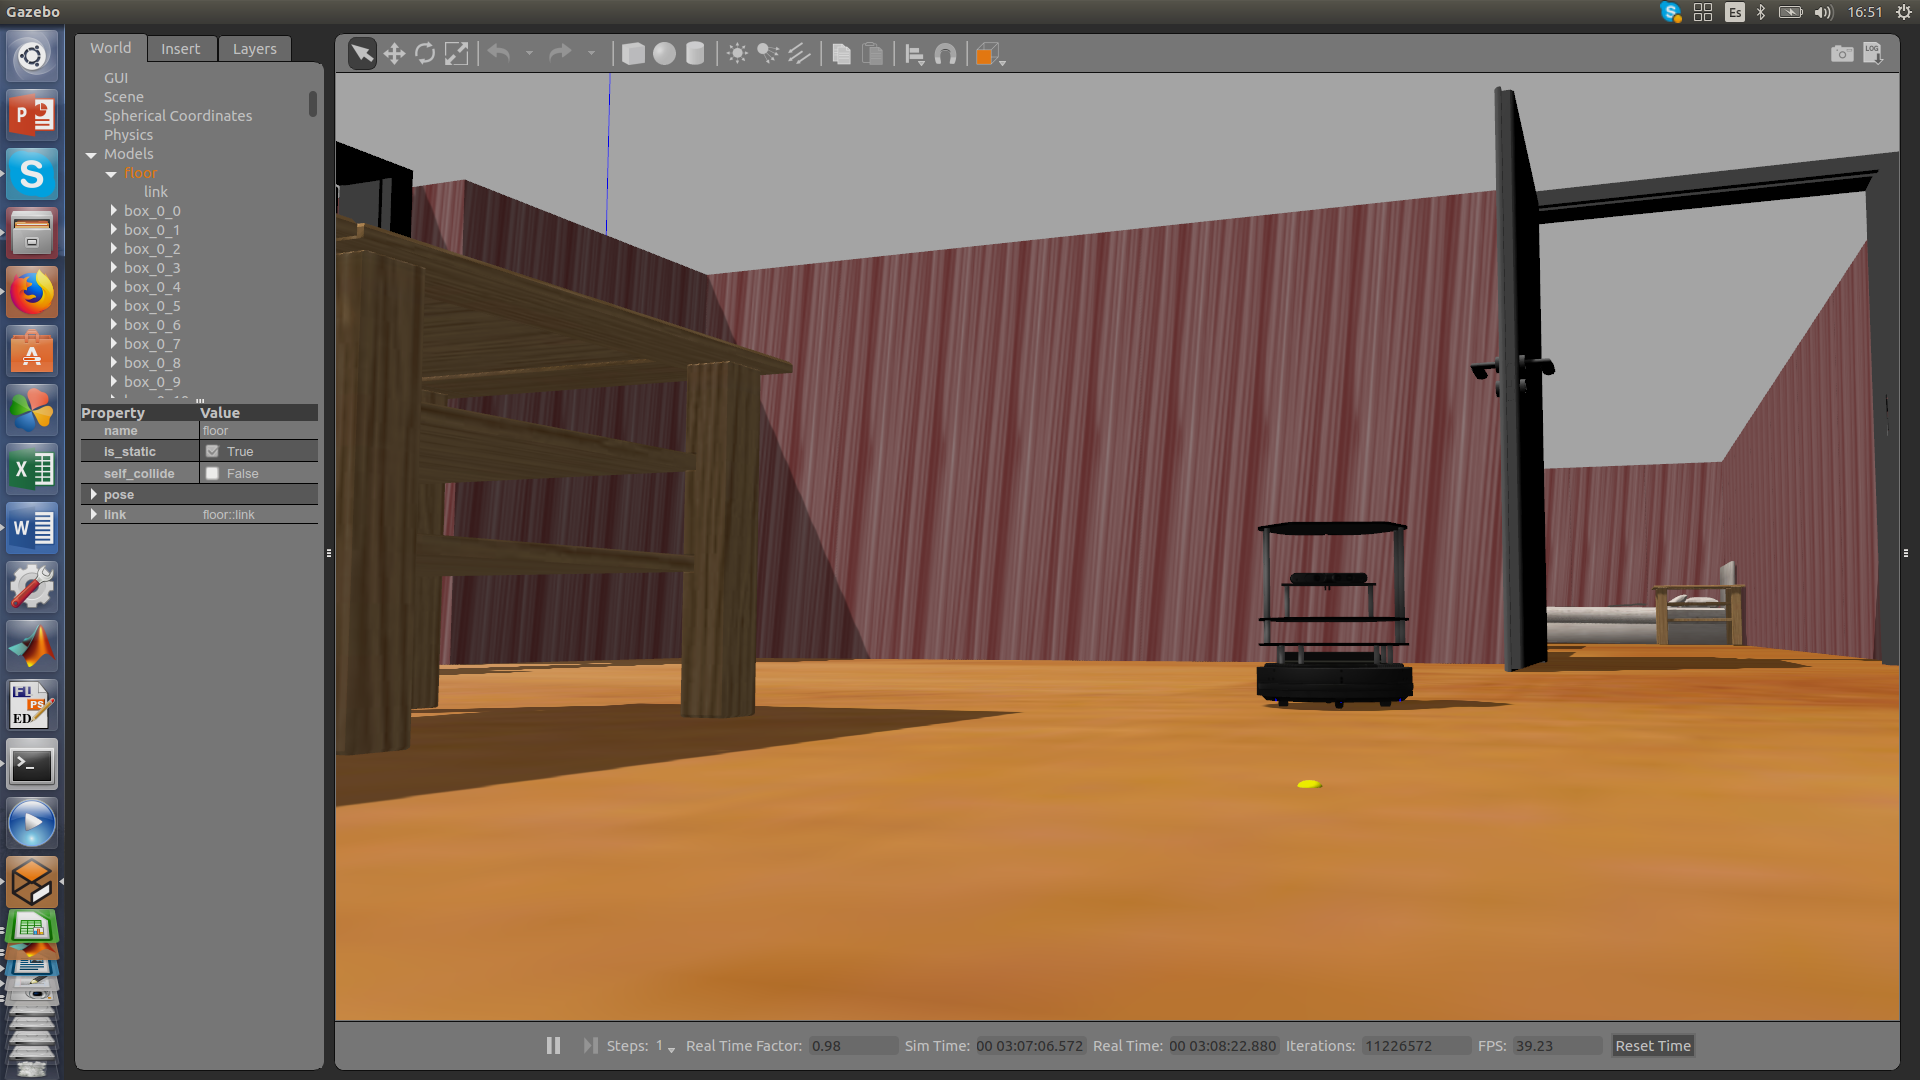 Gazebo
Es
16:51
World
Insert
Layers
LOG
GUI
Scene
Spherical Coordinates
Physics
Models
floor
link
box_0_0
box_0_1
box_0_2
box_0_3
box_0_4
box_0_5
box_0_6
box_0_7
box_0_8
box_0_9
Property Value
name floor
is_static True
self_collide False
pose
link floor::link
Steps: 1 Real Time Factor: 0.98 Sim Time: 00 03:07:06.572 Real Time: 00 03:08:22.880 Iterations: 11226572 FPS: 39.23 Reset Time